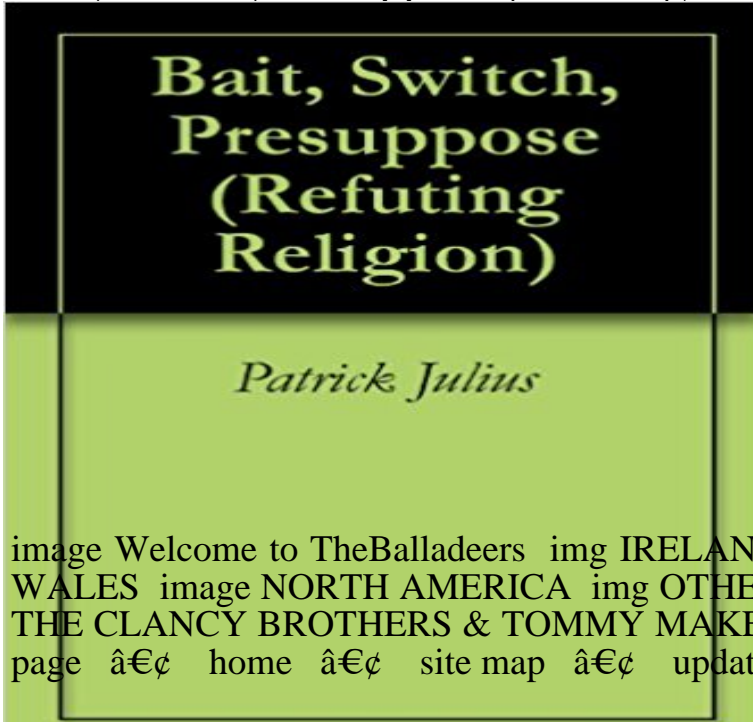 Bait, Switch,
Presuppose
(Refuting
Religion)
Patrick Julius
image Welcome to TheBalladeers img IRELAN
WALES image NORTH AMERICA img OTHE
THE CLANCY BROTHERS & TOMMY MAKE
page • home • site map • updat